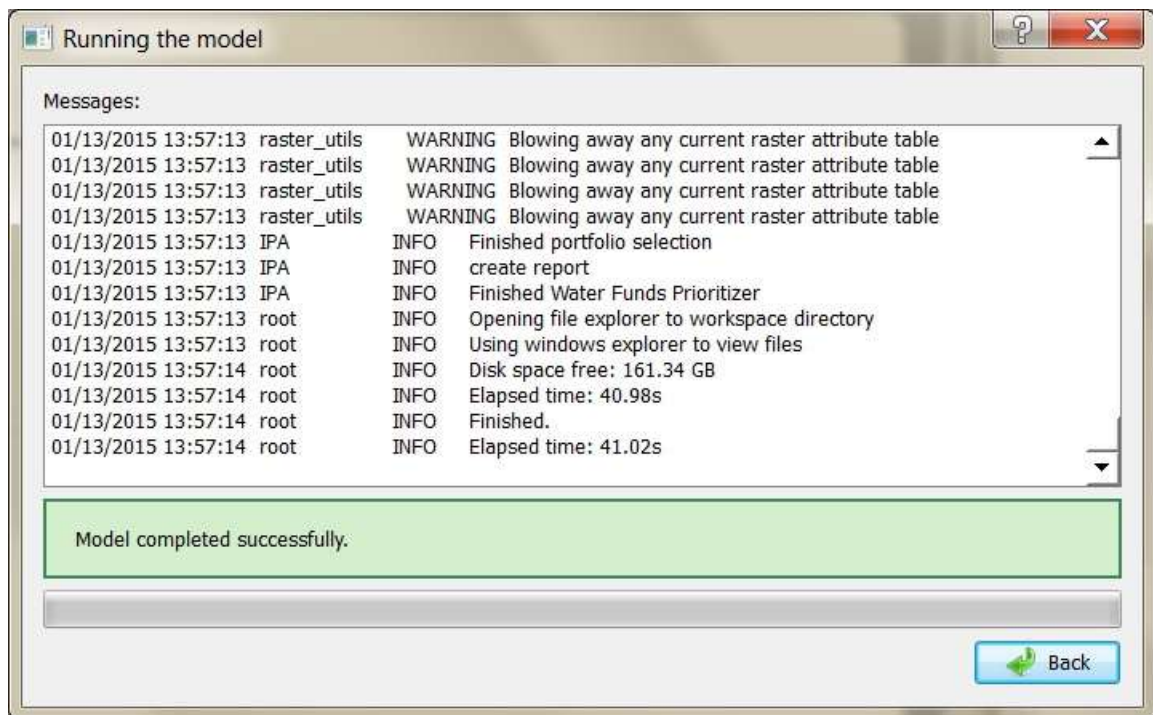 Running the model
Messages:
01/13/2015 13:57:13 raster_utils WARNING Blowing away any current raster attribute table
01/13/2015 13:57:13 raster_utils WARNING Blowing away any current raster attribute table
01/13/2015 13:57:13 raster_utils WARNING Blowing away any current raster attribute table
01/13/2015 13:57:13 raster_utils WARNING Blowing away any current raster attribute table
01/13/2015 13:57:13 IPA INFO Finished portfolio selection
01/13/2015 13:57:13 IPA INFO create report
01/13/2015 13:57:13 IPA INFO Finished Water Funds Prioritizer
01/13/2015 13:57:13 root INFO Opening file explorer to workspace directory
01/13/2015 13:57:13 root INFO Using windows explorer to view files
01/13/2015 13:57:14 root INFO Disk space free: 161.34 GB
01/13/2015 13:57:14 root INFO Elapsed time: 40.98s
01/13/2015 13:57:14 root INFO Finished.
01/13/2015 13:57:14 root INFO Elapsed time: 41.02s
Model completed successfully.
Back